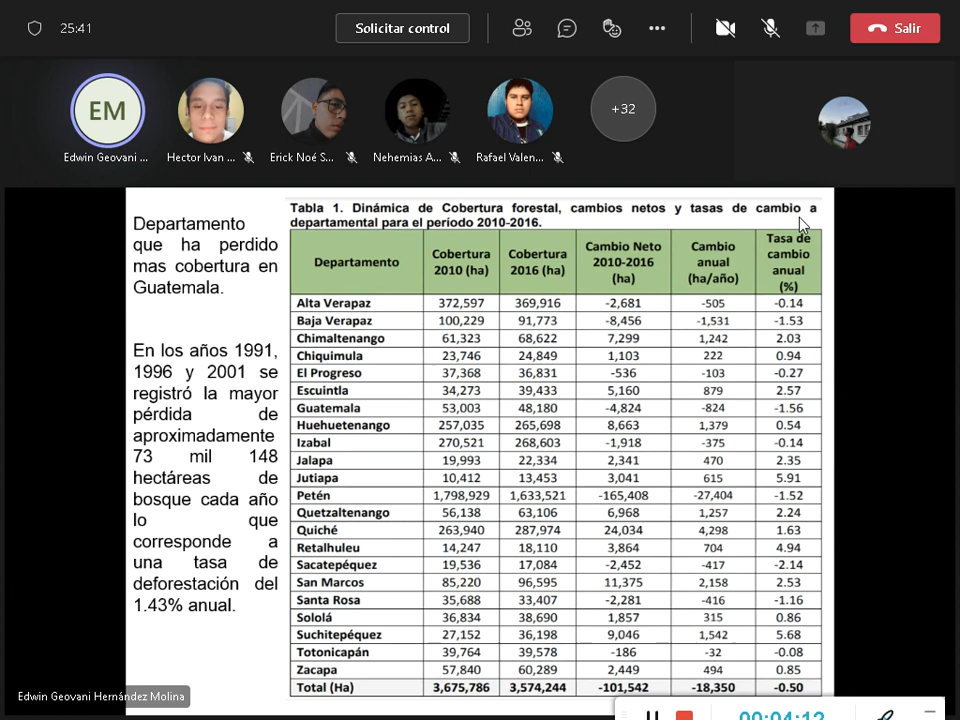 25:41
Solicitar control
Salir
EM
+32
Edwin Geovani ...
Hector Ivan ...
Erick Noé S...
Nehemias A...
Rafael Valen...
Departamento
que ha perdido
mas cobertura en
Guatemala.
En los años 1991,
1996 y 2001 se
registró la mayor
pérdida de
aproximadamente
73 mil 148
hectáreas de
bosque cada año
lo que
corresponde a
una tasa de
deforestación del
1.43% anual.
Tabla 1. Dinámica de Cobertura forestal, cambios netos y tasas de cambio a
departamental para el período 2010-2016.
Departamento Cobertura 2010 (ha) Cobertura 2016 (ha) Cambio Neto 2010-2016 (ha) Cambio anual (ha/año) Tasa de cambio anual (%)
Alta Verapaz 372,597 369,916 -2,681 -505 -0.14
Baja Verapaz 100,229 91,773 -8,456 -1,531 -1.53
Chimaltenango 61,323 68,622 7,299 1,242 2.03
Chiquimula 23,746 24,849 1,103 222 0.94
El Progreso 37,368 36,831 -536 -103 -0.27
Escuintla 34,273 39,433 5,160 879 2.57
Guatemala 53,003 48,180 -4,824 -824 -1.56
Huehuetenango 257,035 265,698 8,663 1,379 0.54
Izabal 270,521 268,603 -1,918 -375 -0.14
Jalapa 19,993 22,334 2,341 470 2.35
Jutiapa 10,412 13,453 3,041 615 5.91
Petén 1,798,929 1,633,521 -165,408 -27,404 -1.52
Quetzaltenango 56,138 63,106 6,968 1,257 2.24
Quiché 263,940 287,974 24,034 4,298 1.63
Retalhuleu 14,247 18,110 3,864 704 4.94
Sacatepéquez 19,536 17,084 -2,452 -417 -2.14
San Marcos 85,220 96,595 11,375 2,158 2.53
Santa Rosa 35,688 33,407 -2,281 -416 -1.16
Sololá 36,834 38,690 1,857 315 0.86
Suchitepéquez 27,152 36,198 9,046 1,542 5.68
Totonicapán 39,764 39,578 -186 -32 -0.08
Zacapa 57,840 60,289 2,449 494 0.85
Total (Ha) 3,675,786 3,574,244 -101,542 -18,350 -0.50
Edwin Geovani Hernández Molina
00:04:12